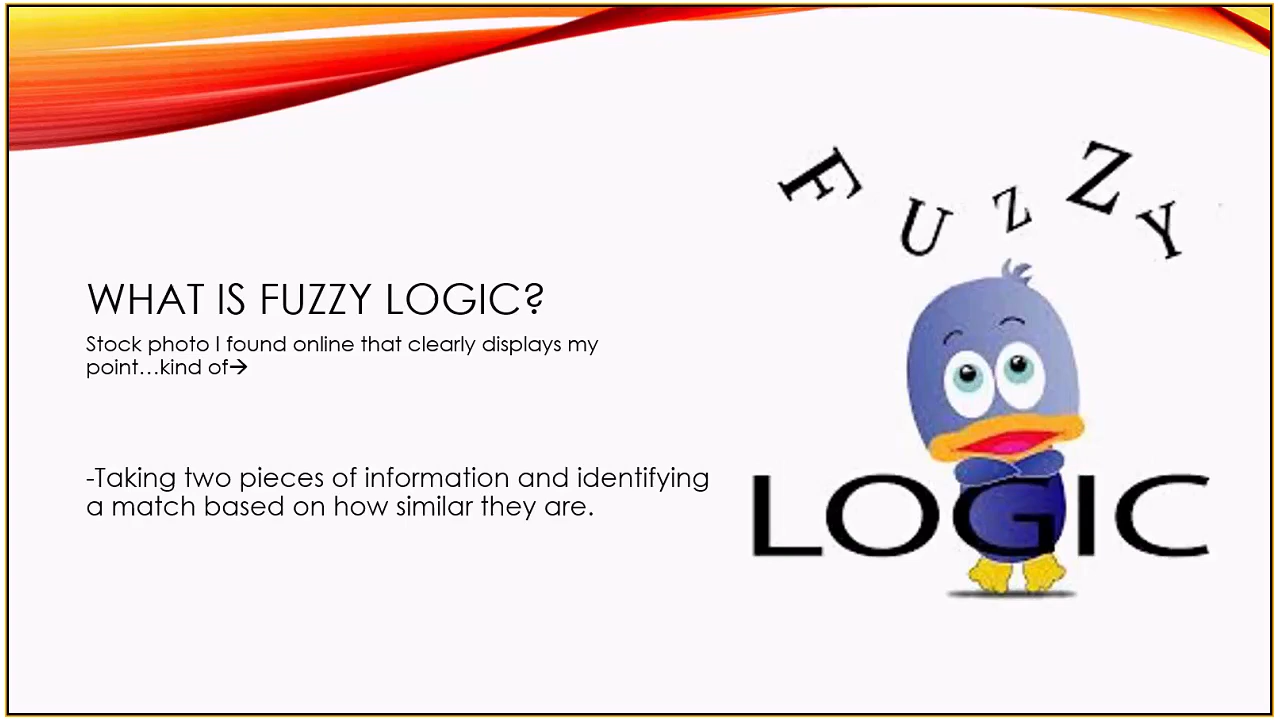 FUZZY
WHAT IS FUZZY LOGIC?
Stock photo I found online that clearly displays my
point...kind of→
-Taking two pieces of information and identifying
a match based on how similar they are.
LOGIC